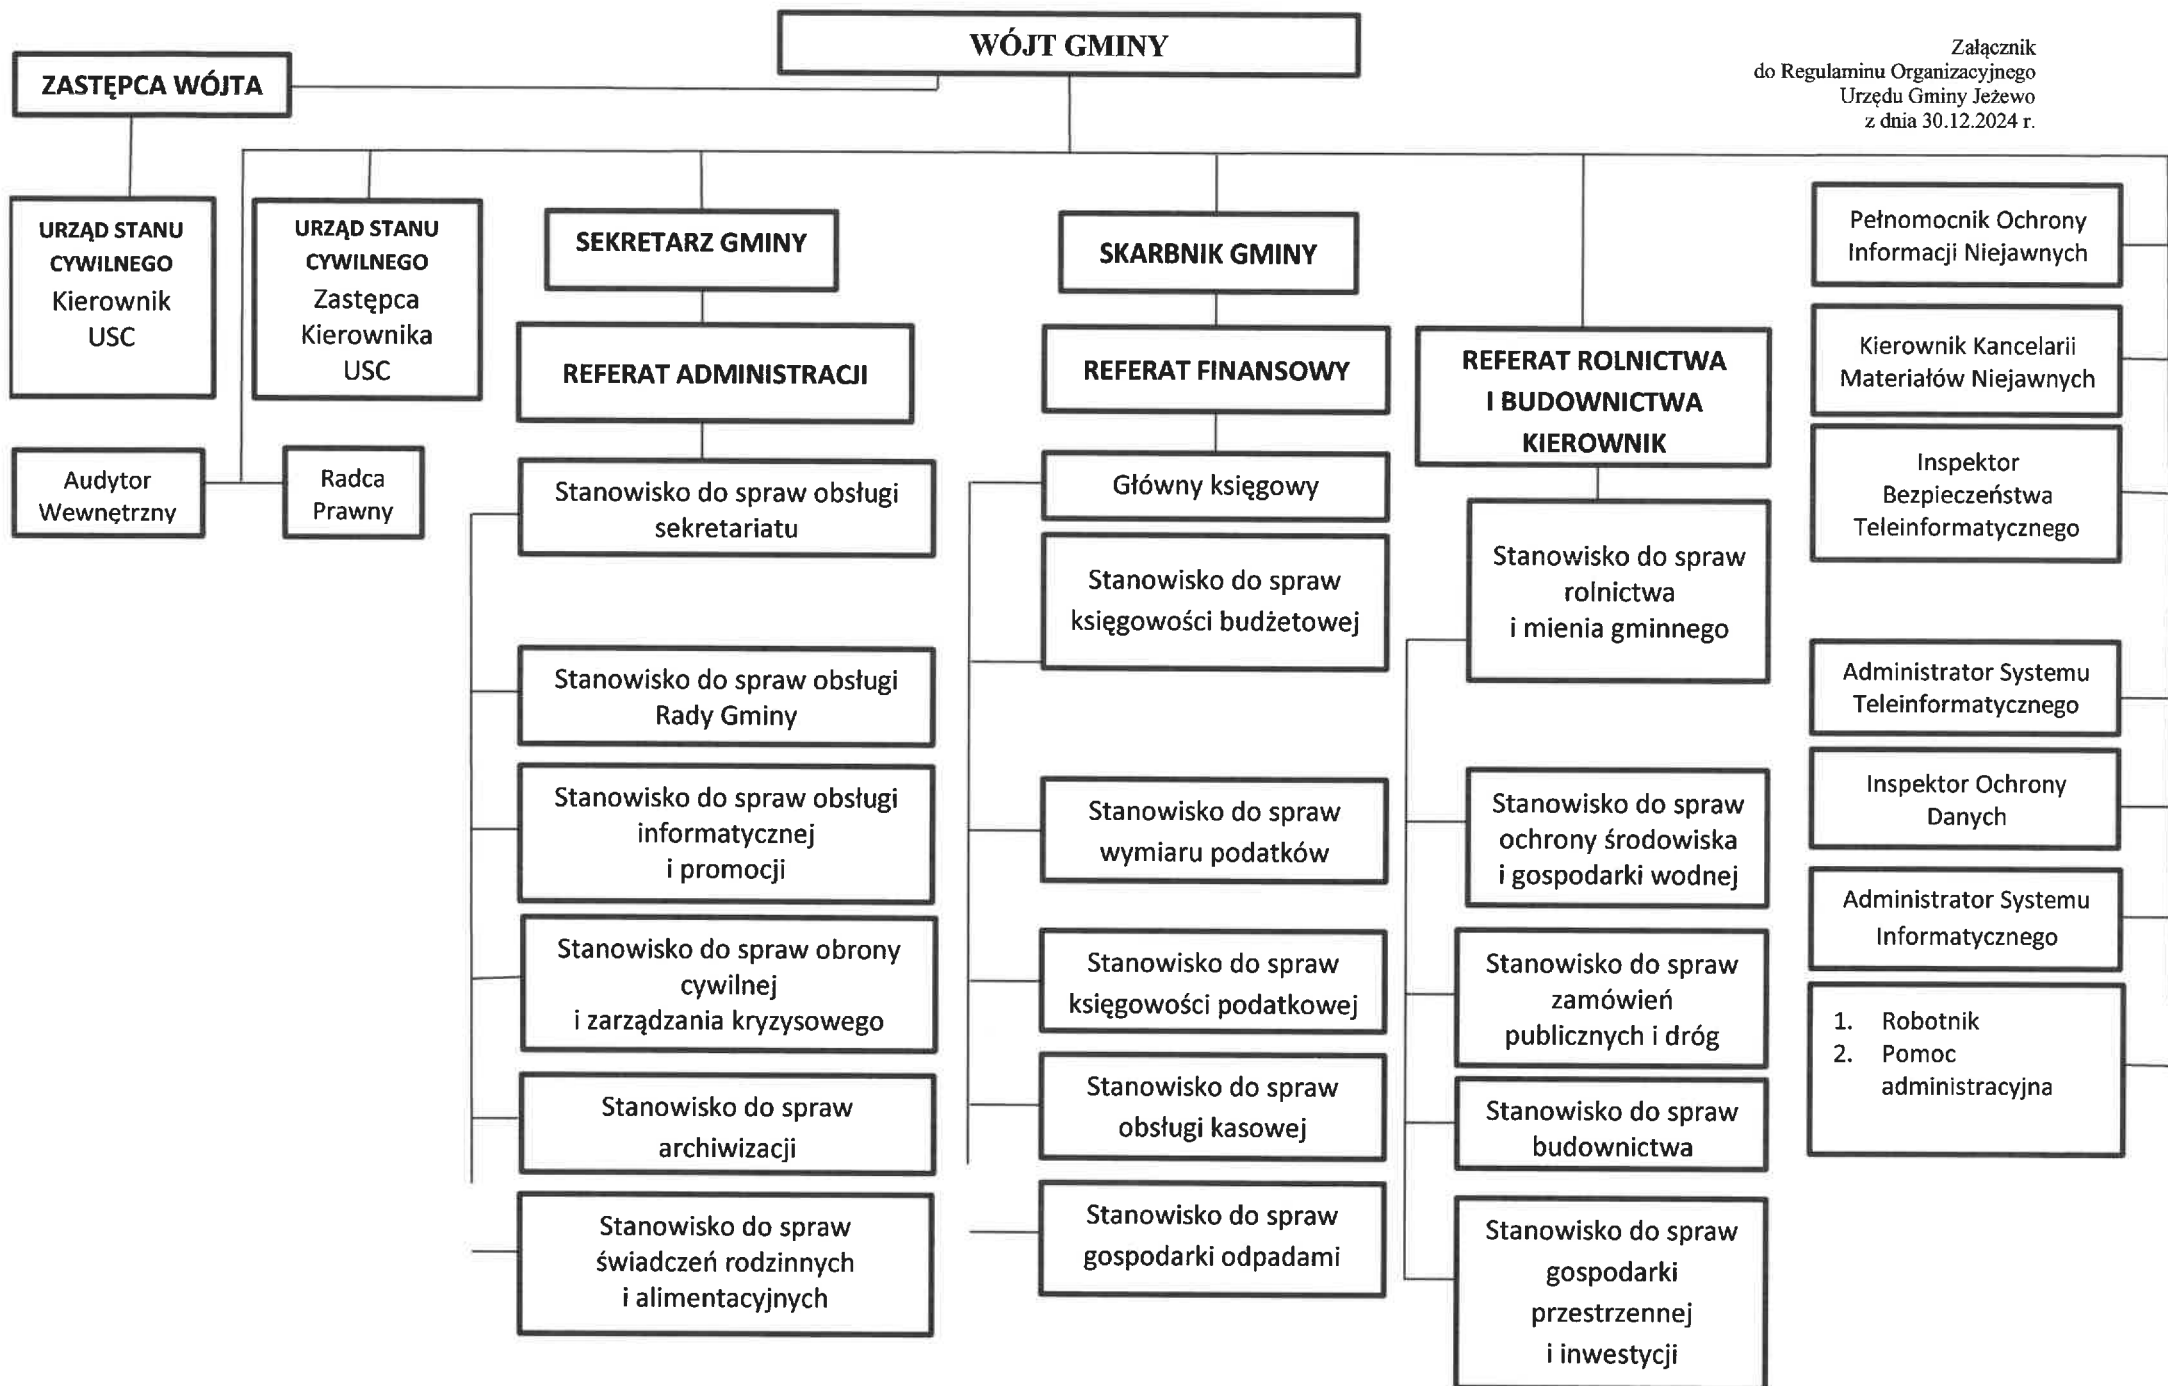 WÓJT GMINY
Załącznik
do Regulaminu Organizacyjnego
Urzędu Gminy Jeżewo
z dnia 30.12.2024 r.
ZASTĘPCA WÓJTA
URZĄD STANU
CYWILNEGO
Kierownik
USC
URZĄD STANU
CYWILNEGO
Zastępca
Kierownika
USC
Audytor
Wewnętrzny
Radca
Prawny
SEKRETARZ GMINY
REFERAT ADMINISTRACJI
Stanowisko do spraw obsługi
sekretariatu
Stanowisko do spraw obsługi
Rady Gminy
Stanowisko do spraw obsługi
informatycznej
i promocji
Stanowisko do spraw obrony
cywilnej
i zarządzania kryzysowego
Stanowisko do spraw
archiwizacji
Stanowisko do spraw
świadczeń rodzinnych
i alimentacyjnych
SKARBNIK GMINY
REFERAT FINANSOWY
Główny księgowy
Stanowisko do spraw
księgowości budżetowej
Stanowisko do spraw
wymiaru podatków
Stanowisko do spraw
księgowości podatkowej
Stanowisko do spraw
obsługi kasowej
Stanowisko do spraw
gospodarki odpadami
REFERAT ROLNICTWA
I BUDOWNICTWA
KIEROWNIK
Stanowisko do spraw
rolnictwa
i mienia gminnego
Stanowisko do spraw
ochrony środowiska
i gospodarki wodnej
Stanowisko do spraw
zamówień
publicznych i dróg
Stanowisko do spraw
budownictwa
Stanowisko do spraw
gospodarki
przestrzennej
i inwestycji
Pełnomocnik Ochrony
Informacji Niejawnych
Kierownik Kancelarii
Materiałów Niejawnych
Inspektor
Bezpieczeństwa
Teleinformatycznego
Administrator Systemu
Teleinformatycznego
Inspektor Ochrony
Danych
Administrator Systemu
Informatycznego
1. Robotnik
2. Pomoc
administracyjna